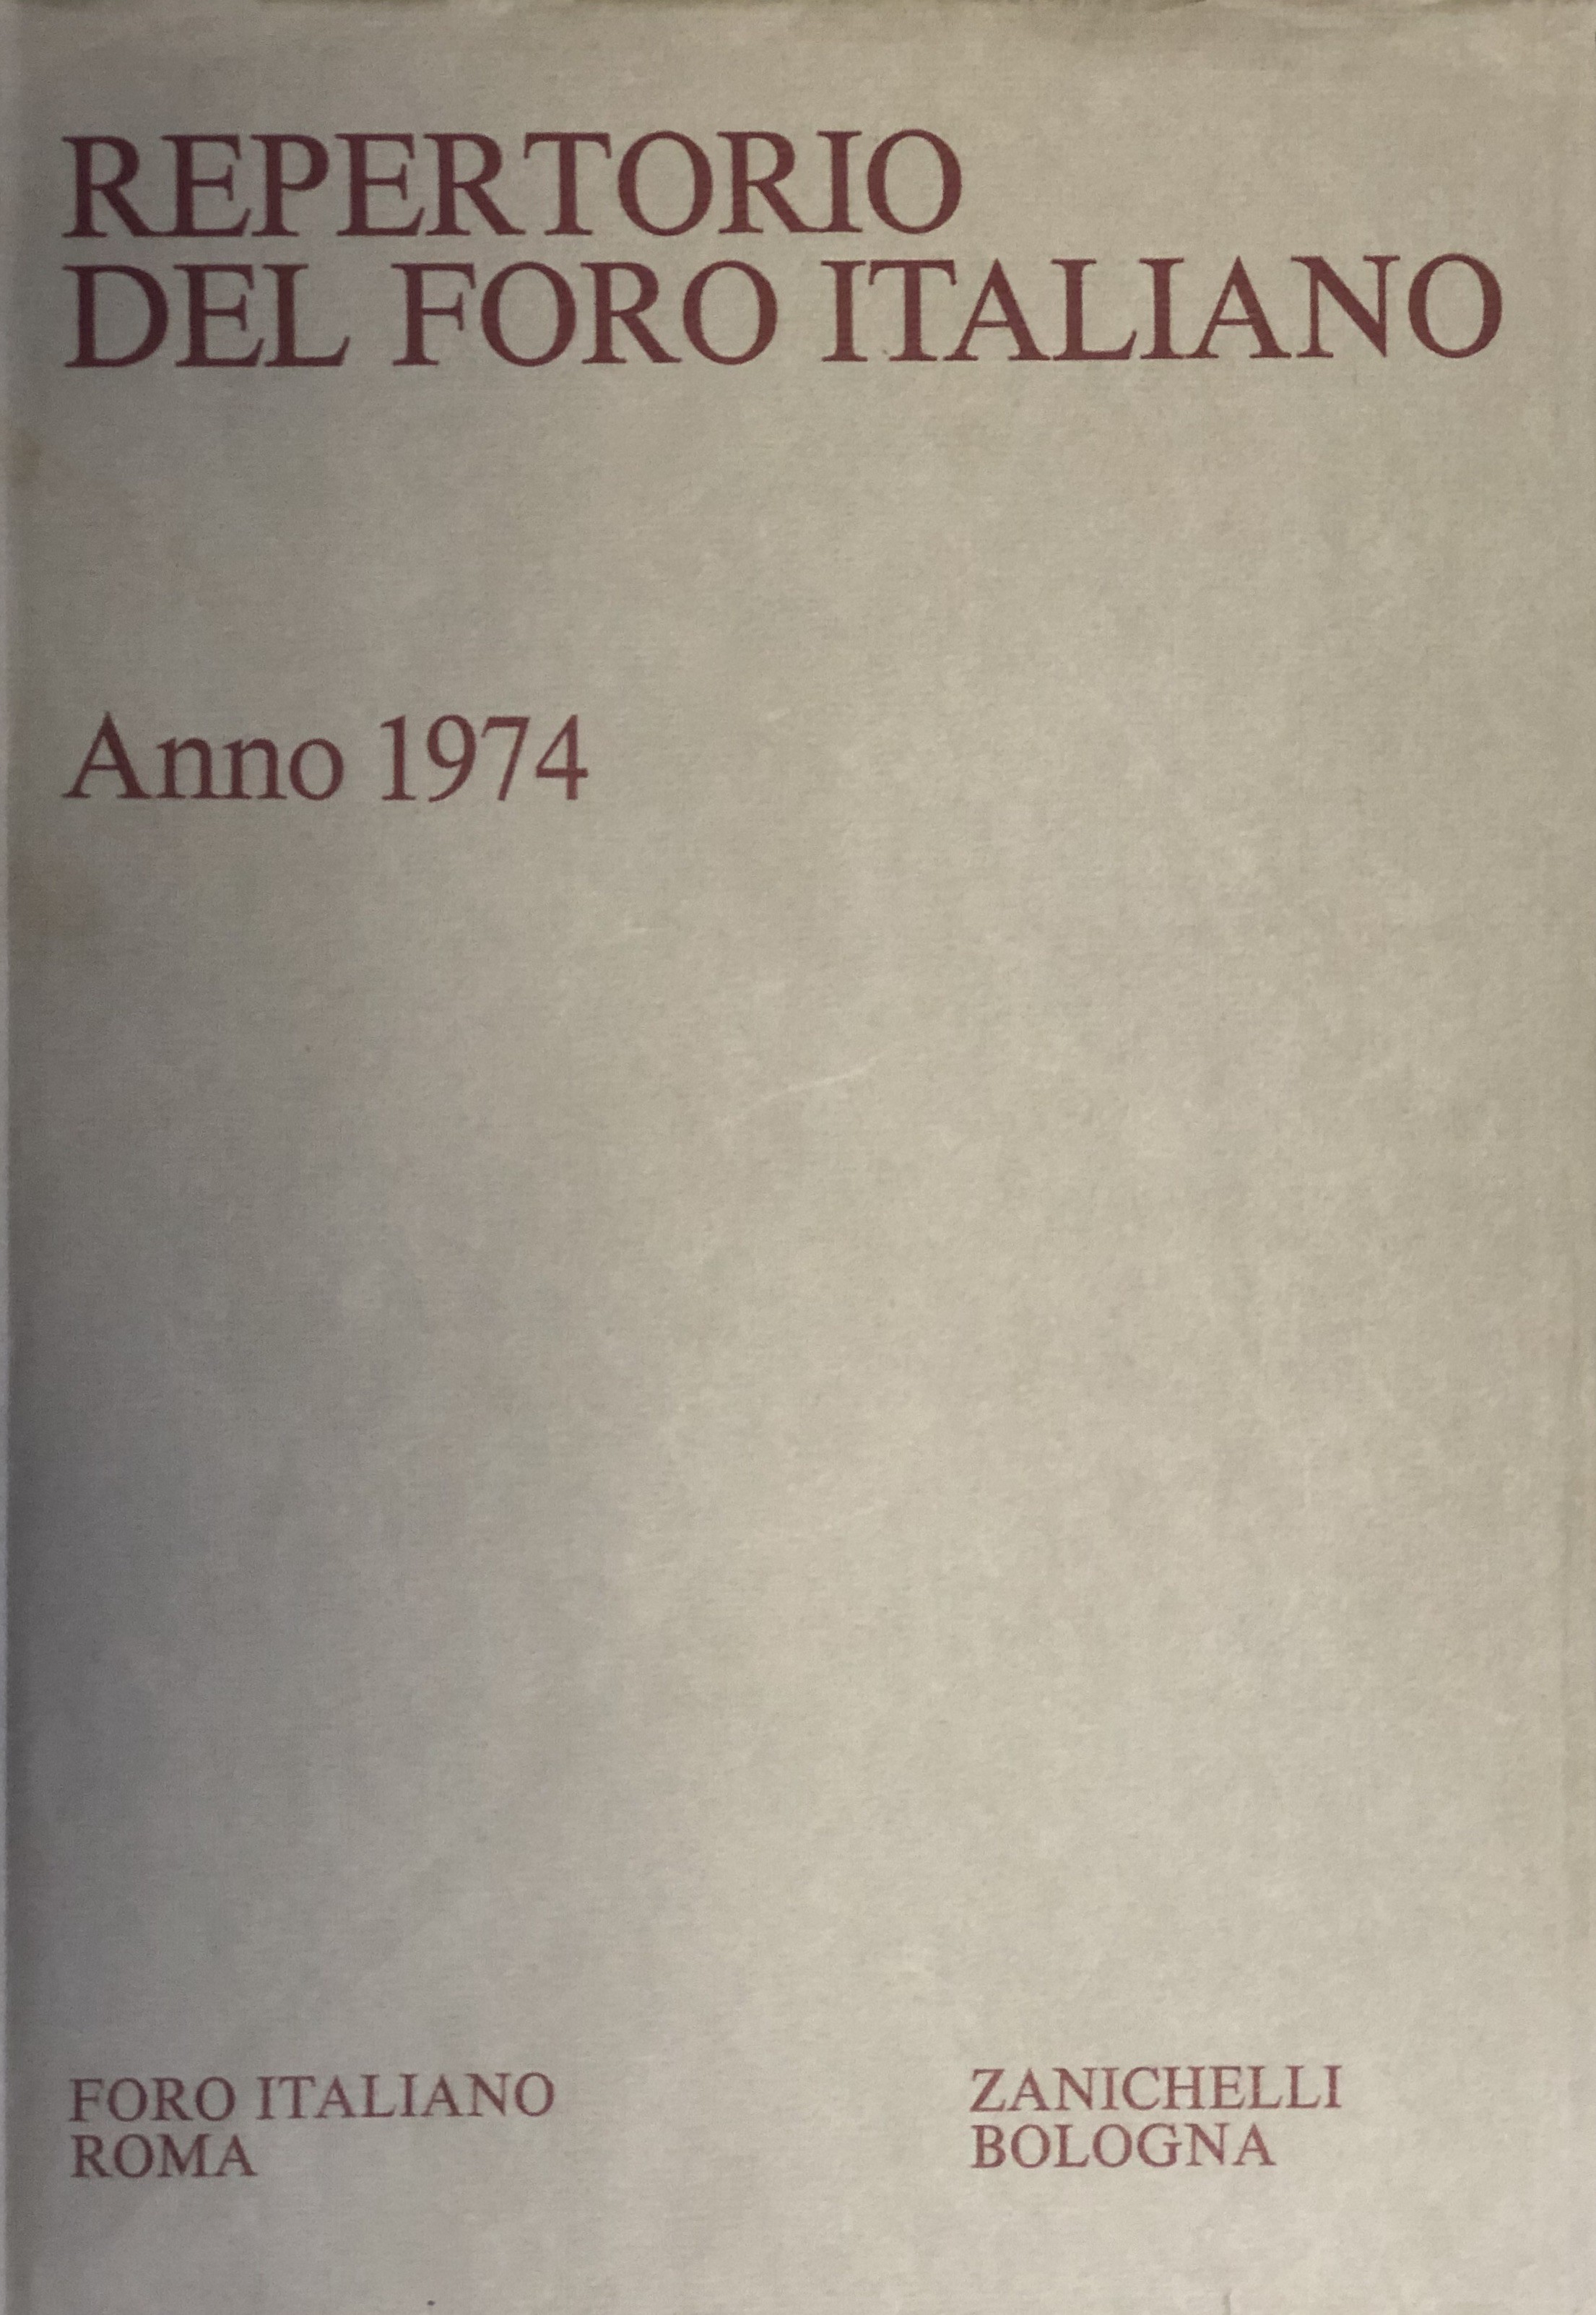 REPERTORIO
DEL FORO ITALIANO
Anno 1974
FORO ITALIANO
ROMA
ZANICHELLI
BOLOGNA